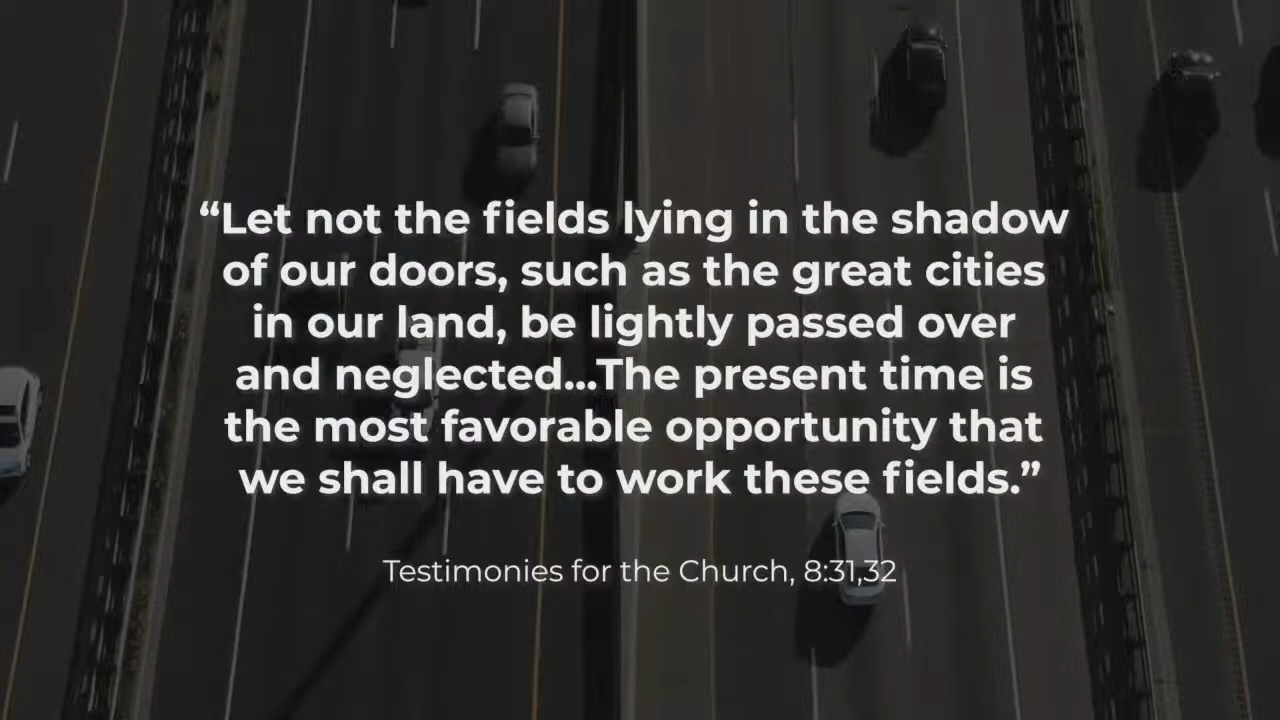 “Let not the fields lying in the shadow
of our doors, such as the great cities
in our land, be lightly passed over
and neglected...The present time is
the most favorable opportunity that
we shall have to work these fields.”
Testimonies for the Church, 8:31,32